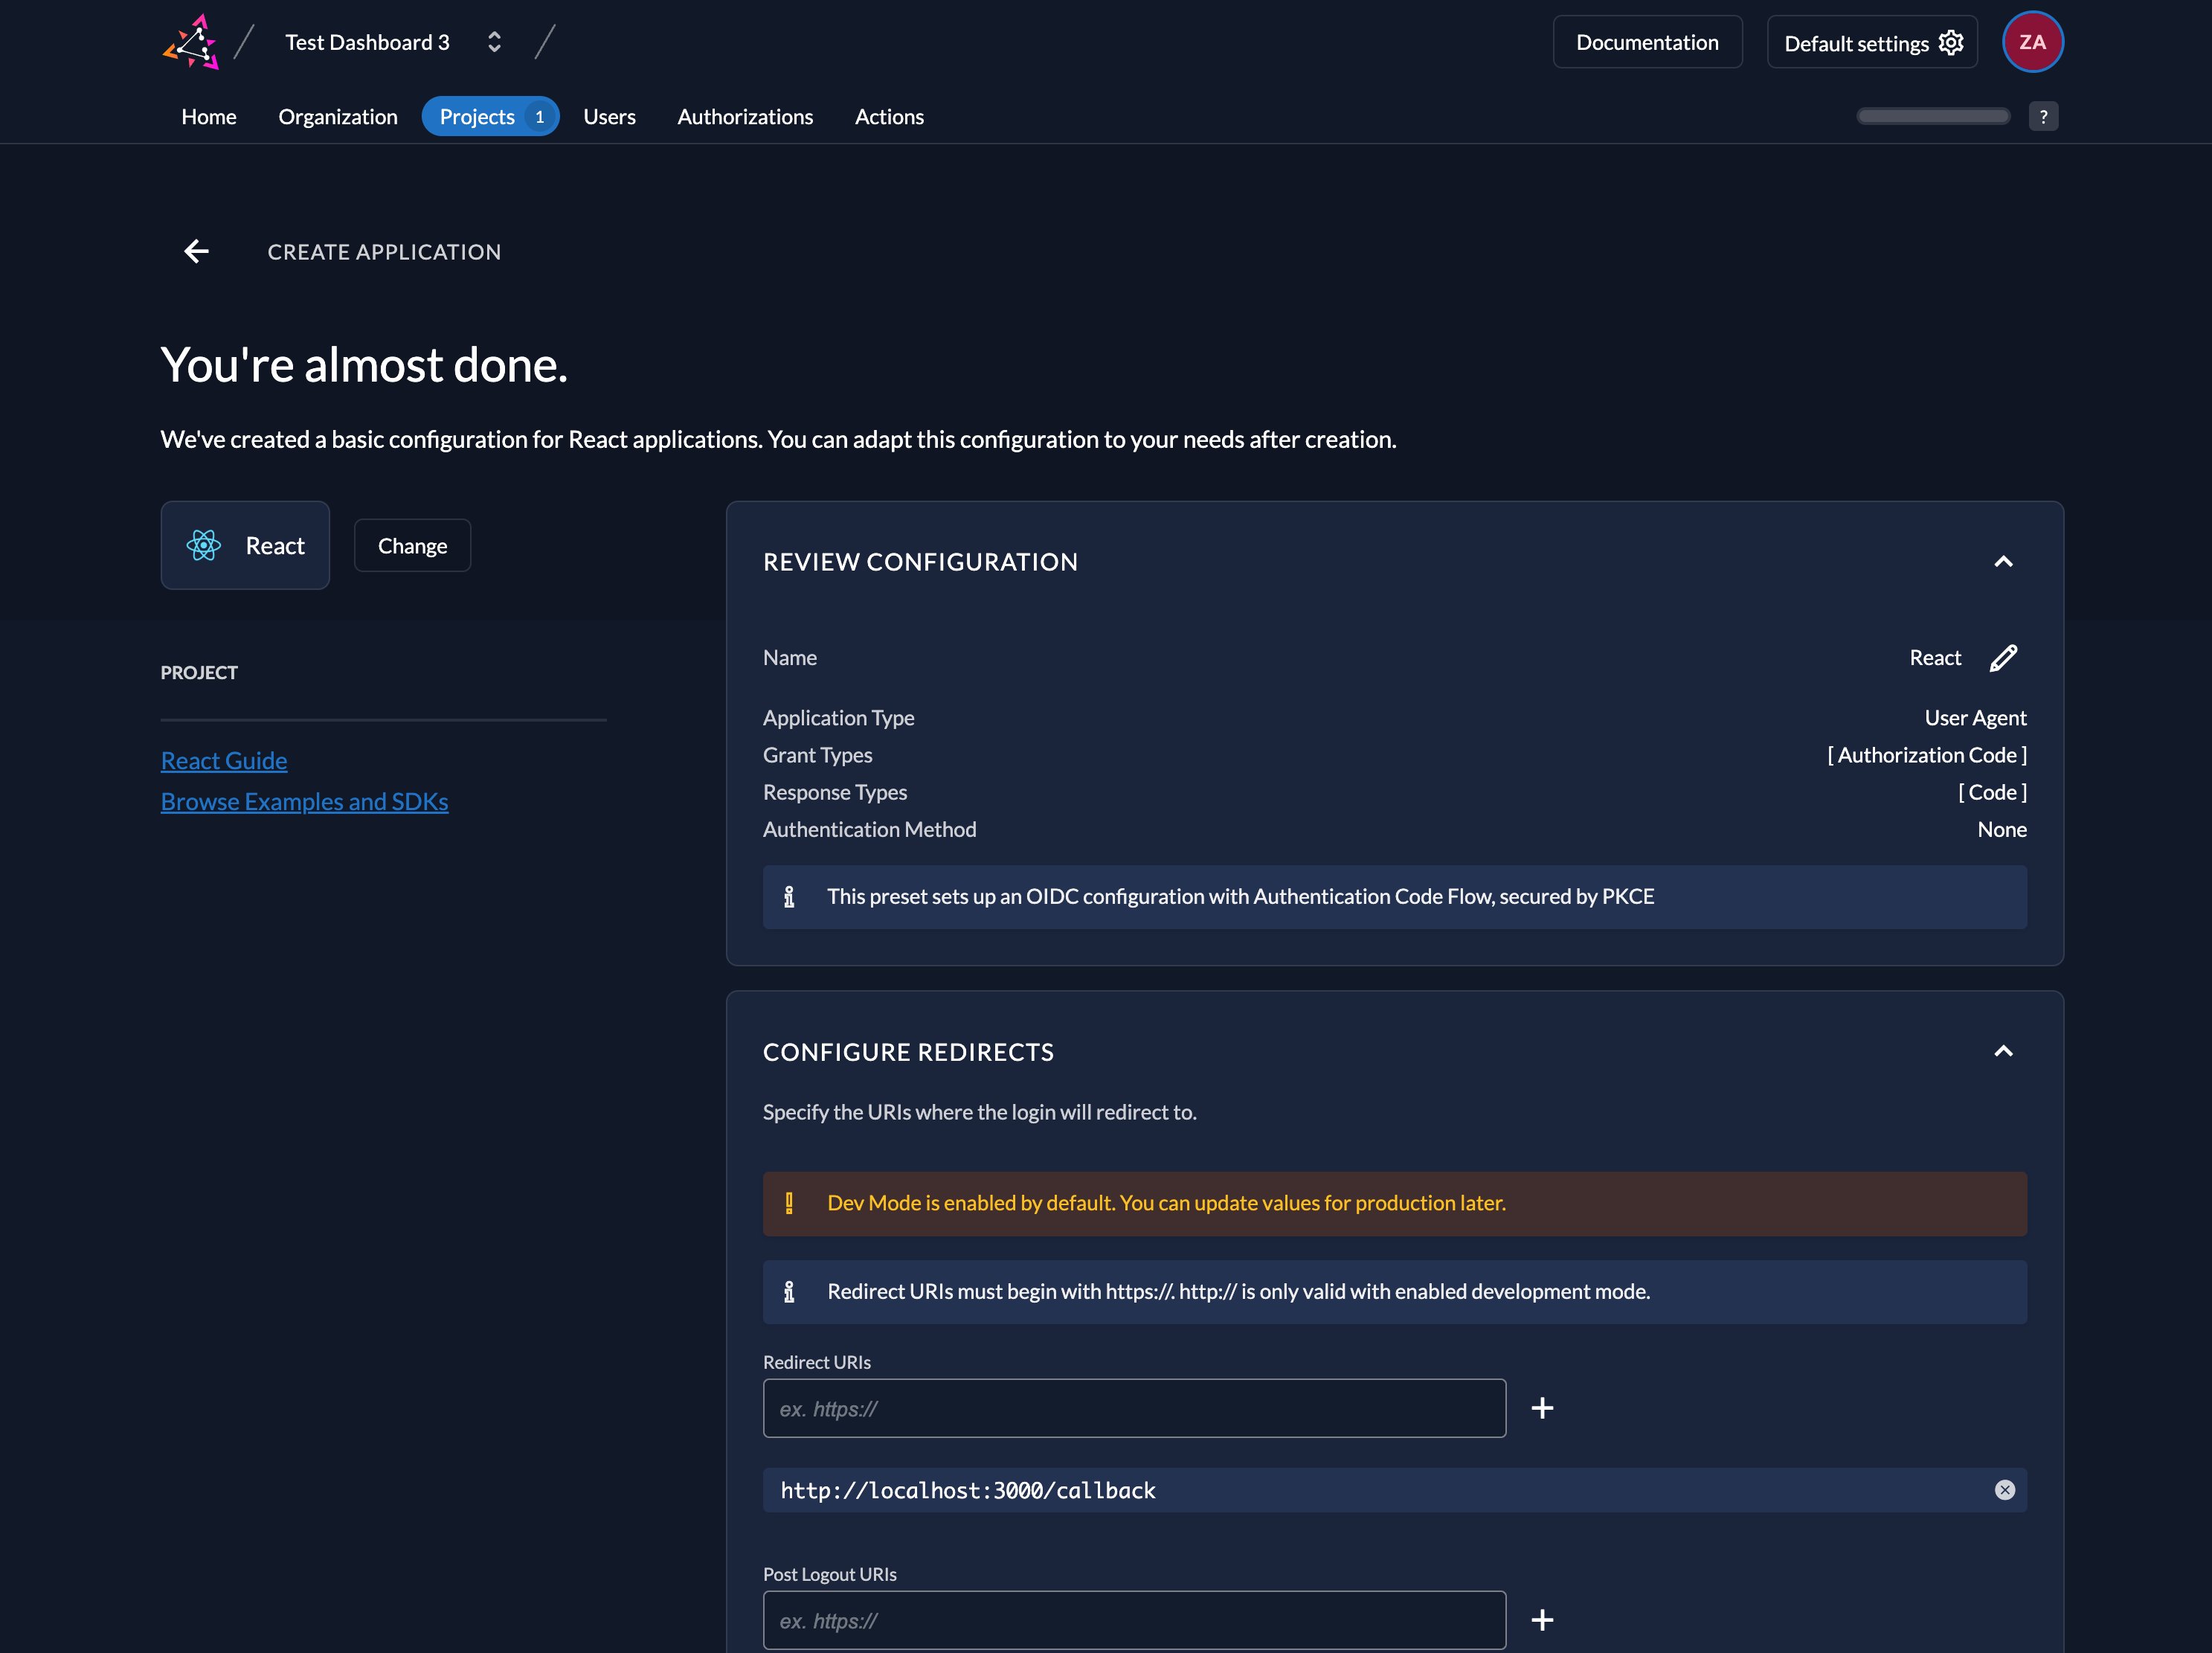 Test Dashboard 3
Documentation
Default settings
ZA
Home
Organization
Projects 1
Users
Authorizations
Actions
?
CREATE APPLICATION
You're almost done.
We've created a basic configuration for React applications. You can adapt this configuration to your needs after creation.
React
Change
PROJECT
React Guide
Browse Examples and SDKs
REVIEW CONFIGURATION
Name React
Application Type User Agent
Grant Types [ Authorization Code ]
Response Types [ Code ]
Authentication Method None
This preset sets up an OIDC configuration with Authentication Code Flow, secured by PKCE
CONFIGURE REDIRECTS
Specify the URIs where the login will redirect to.
Dev Mode is enabled by default. You can update values for production later.
Redirect URIs must begin with https://. http:// is only valid with enabled development mode.
Redirect URIs
ex. https://
http://localhost:3000/callback
Post Logout URIs
ex. https://